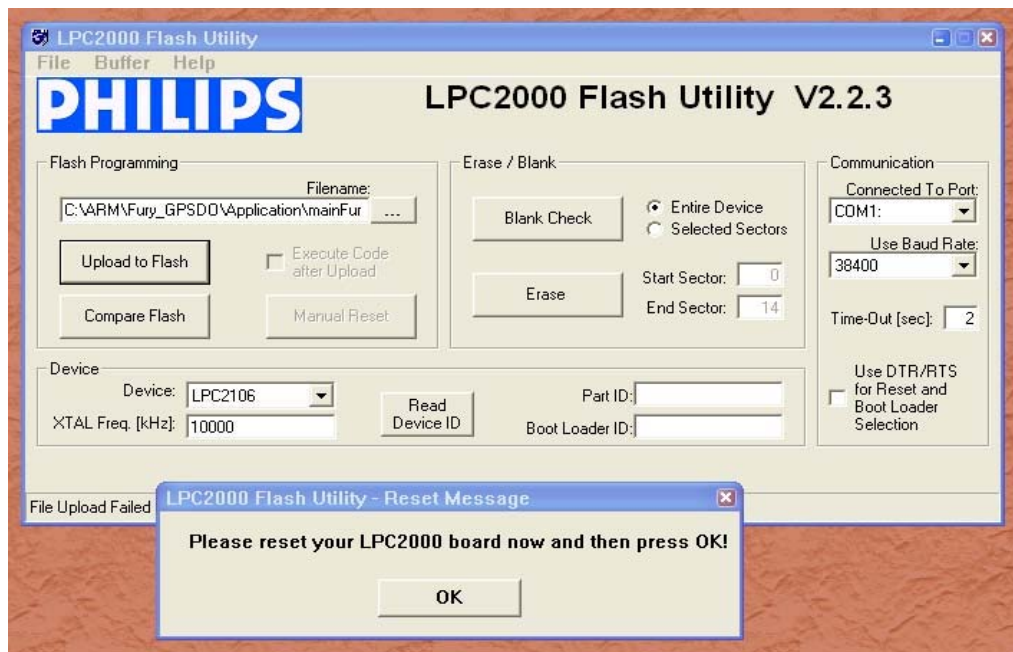 LPC2000 Flash Utility
File Buffer Help
PHILIPS
LPC2000 Flash Utility V2.2.3
Flash Programming
Filename:
C:\ARM\Fury_GPSDO\Application\mainFur
...
Upload to Flash
Execute Code
after Upload
Compare Flash
Manual Reset
Erase / Blank
Blank Check
Entire Device
Selected Sectors
Erase
Start Sector: 0
End Sector: 14
Communication
Connected To Port:
COM1:
Use Baud Rate:
38400
Time-Out [sec]: 2
Use DTR/RTS
for Reset and
Boot Loader
Selection
Device
Device: LPC2106
XTAL Freq. [kHz]: 10000
Read
Device ID
Part ID:
Boot Loader ID:
File Upload Failed
LPC2000 Flash Utility - Reset Message
Please reset your LPC2000 board now and then press OK!
OK